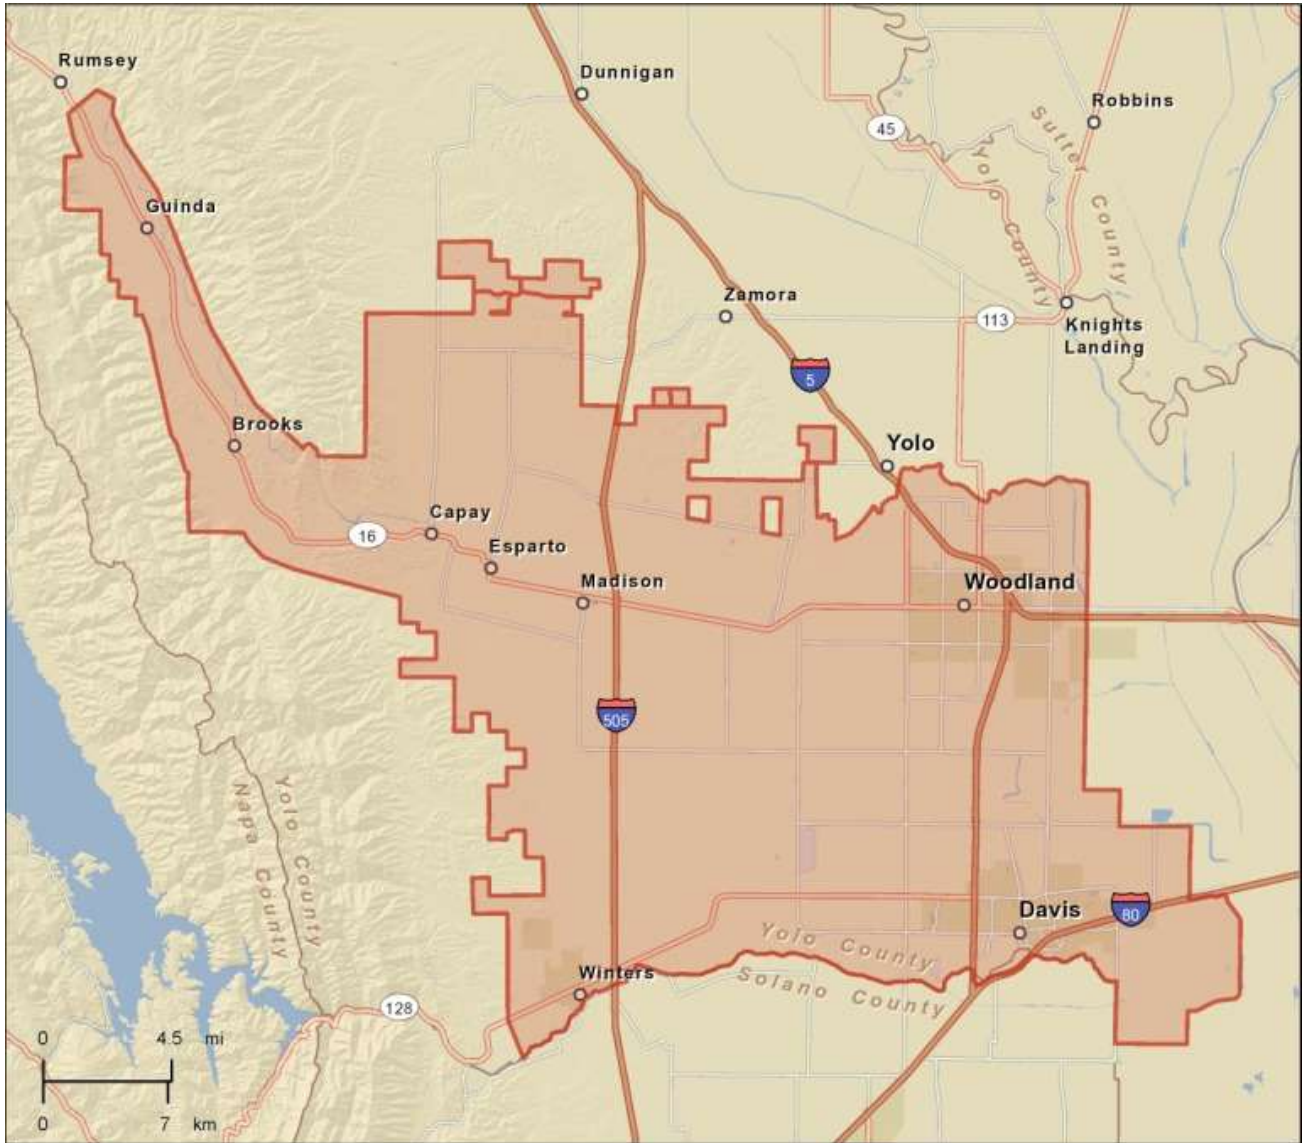 Rumsey
Dunnigan
Robbins
45
Sutter County
Yolo County
Guinda
Zamora
113
Knights
Landing
5
Brooks
Yolo
Capay
16
Esparto
Madison
Woodland
505
Yolo County
Napa County
Davis
80
Yolo County
Solano County
Winters
128
0 4.5 mi
0 7 km